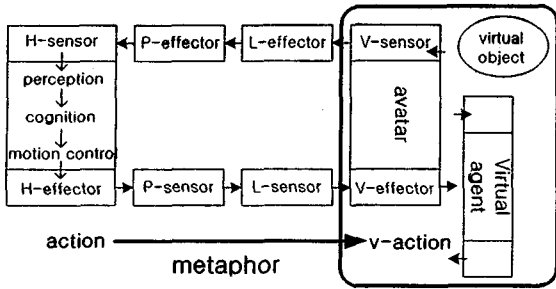 H-sensor
P-effector
L-effector
V-sensor
virtual
object
perception
cognition
motion control
avatar
Virtual
agent
H-effector
P-sensor
L-sensor
V-effector
action
v-action
metaphor